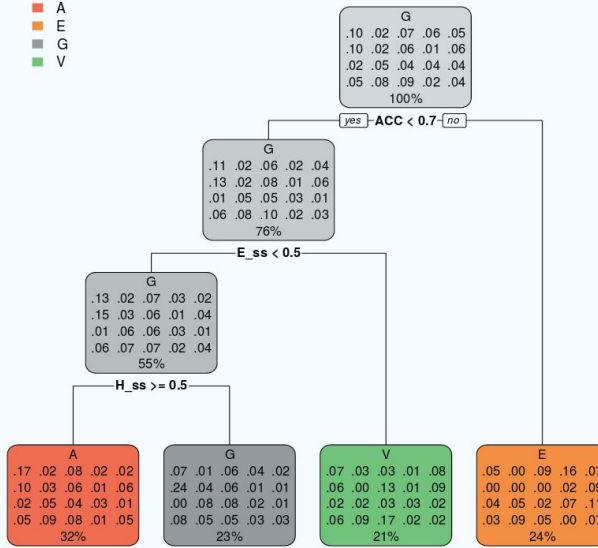 A
E
G
V
G
.10 .02 .07 .06 .05
.10 .02 .06 .01 .06
.02 .05 .04 .04 .04
.05 .08 .09 .02 .04
100%
yes ACC < 0.7 no
G
.11 .02 .06 .02 .04
.13 .02 .08 .01 .06
.01 .05 .05 .03 .01
.06 .08 .10 .02 .03
76%
E_ss < 0.5
G
.13 .02 .07 .03 .02
.15 .03 .06 .01 .04
.01 .06 .06 .03 .01
.06 .07 .07 .02 .04
55%
H_ss >= 0.5
A
.17 .02 .08 .02 .02
.10 .03 .06 .01 .06
.02 .05 .04 .03 .01
.05 .09 .08 .01 .05
32%
G
.07 .01 .06 .04 .02
.24 .04 .06 .01 .01
.00 .08 .08 .02 .01
.08 .05 .05 .03 .03
23%
V
.07 .03 .03 .01 .08
.06 .00 .13 .01 .09
.02 .02 .03 .03 .02
.06 .09 .17 .02 .02
21%
E
.05 .00 .09 .16 .07
.00 .00 .00 .02 .09
.04 .05 .02 .07 .11
.03 .09 .05 .00 .07
24%